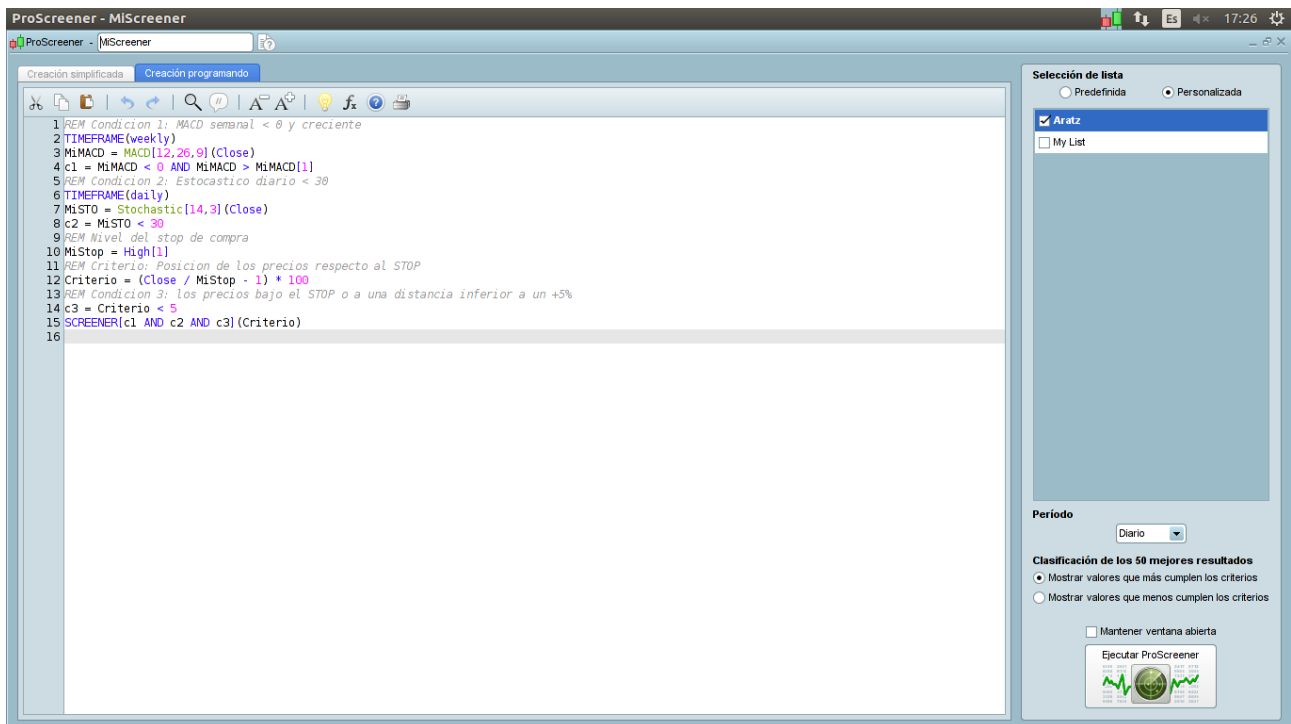 ProScreener - MiScreener
Es
17:26
ProScreener - MiScreener
Creación simplificada
Creación programando
1 REM Condicion 1: MACD semanal < 0 y creciente
2 TIMEFRAME(weekly)
3 MiMACD = MACD[12,26,9](Close)
4 c1 = MiMACD < 0 AND MiMACD > MiMACD[1]
5 REM Condicion 2: Estocastico diario < 30
6 TIMEFRAME(daily)
7 MiSTO = Stochastic[14,3](Close)
8 c2 = MiSTO < 30
9 REM Nivel del stop de compra
10 MiStop = High[1]
11 REM Criterio: Posicion de los precios respecto al STOP
12 Criterio = (Close / MiStop - 1) * 100
13 REM Condicion 3: los precios bajo el STOP o a una distancia inferior a un +5%
14 c3 = Criterio < 5
15 SCREENER[c1 AND c2 AND c3](Criterio)
16
Selección de lista
Predefinida
Personalizada
Aratz
My List
Período
Diario
Clasificación de los 50 mejores resultados
Mostrar valores que más cumplen los criterios
Mostrar valores que menos cumplen los criterios
Mantener ventana abierta
Ejecutar ProScreener